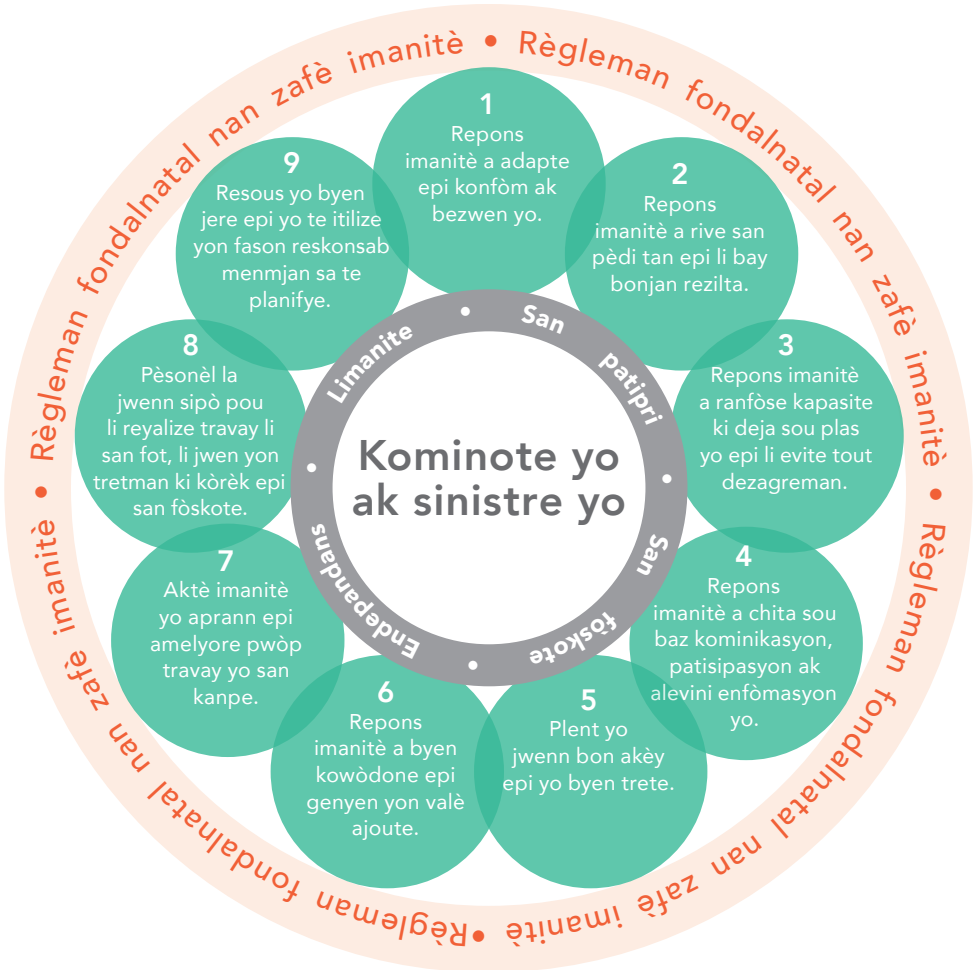 Règleman fondalnatal nan zafè imanitè • Règleman fondalnatal nan zafè imanitè • Règleman fondalnatal nan zafè imanitè • Règleman fondalnatal nan zafè imanitè •
1
Repons
imanitè a adapte
epi konfòm ak
bezwen yo.
2
Repons
imanitè a rive san
pèdi tan epi li bay
bonjan rezilta.
3
Repons imanitè
a ranfòse kapasite
ki deja sou plas
yo epi li evite tout
dezagreman.
4
Repons
imanitè a chita sou
baz kominikasyon,
patisipasyon ak
alevini enfòmasyon
yo.
5
Plent yo
jwenn bon akèy
epi yo byen trete.
6
Repons
imanitè a byen
kowòdone epi
genyen yon valè
ajoute.
7
Aktè imanitè
yo aprann epi
amelyore pwòp
travay yo san
kanpe.
8
Pèsonèl la
jwenn sipò pou
li reyalize travay li
san fot, li jwen yon
tretman ki kòrèk epi
san fòskote.
9
Resous yo byen
jere epi yo te itilize
yon fason reskonsab
menmjan sa te
planifye.
Limanite • San patipri • San fòskote • Endepandans •
Kominote yo
ak sinistre yo